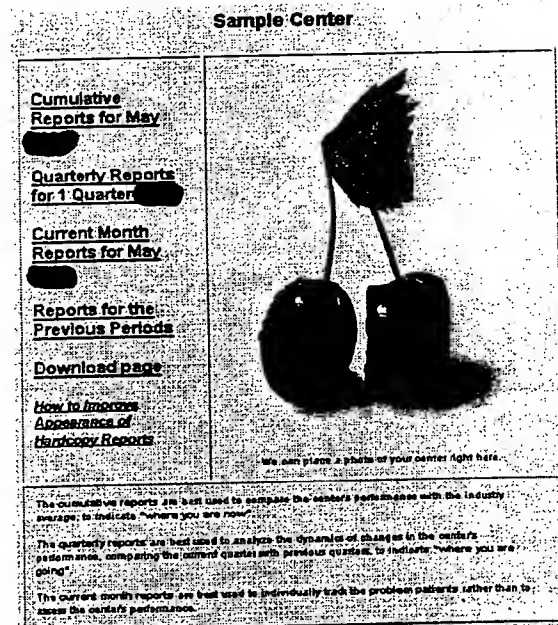 Sample Center
Cumulative
Reports for May
Quarterly Reports
for 1 Quarter
Current Month
Reports for May
Reports for the
Previous Periods
Download page
How to Improve
Appearance of
Hardcopy Reports
We can place a photo of your center right here.
The cumulative reports are best used to compare the center's performance with the industry
average; to indicate "where you are now".
The quarterly reports are best used to analyze the dynamics of changes in the center's
performance, comparing the current quarter with previous quarters, to indicate "where you are
going".
The current month reports are best used to individually track the problem patients rather than to
assess the center's performance.